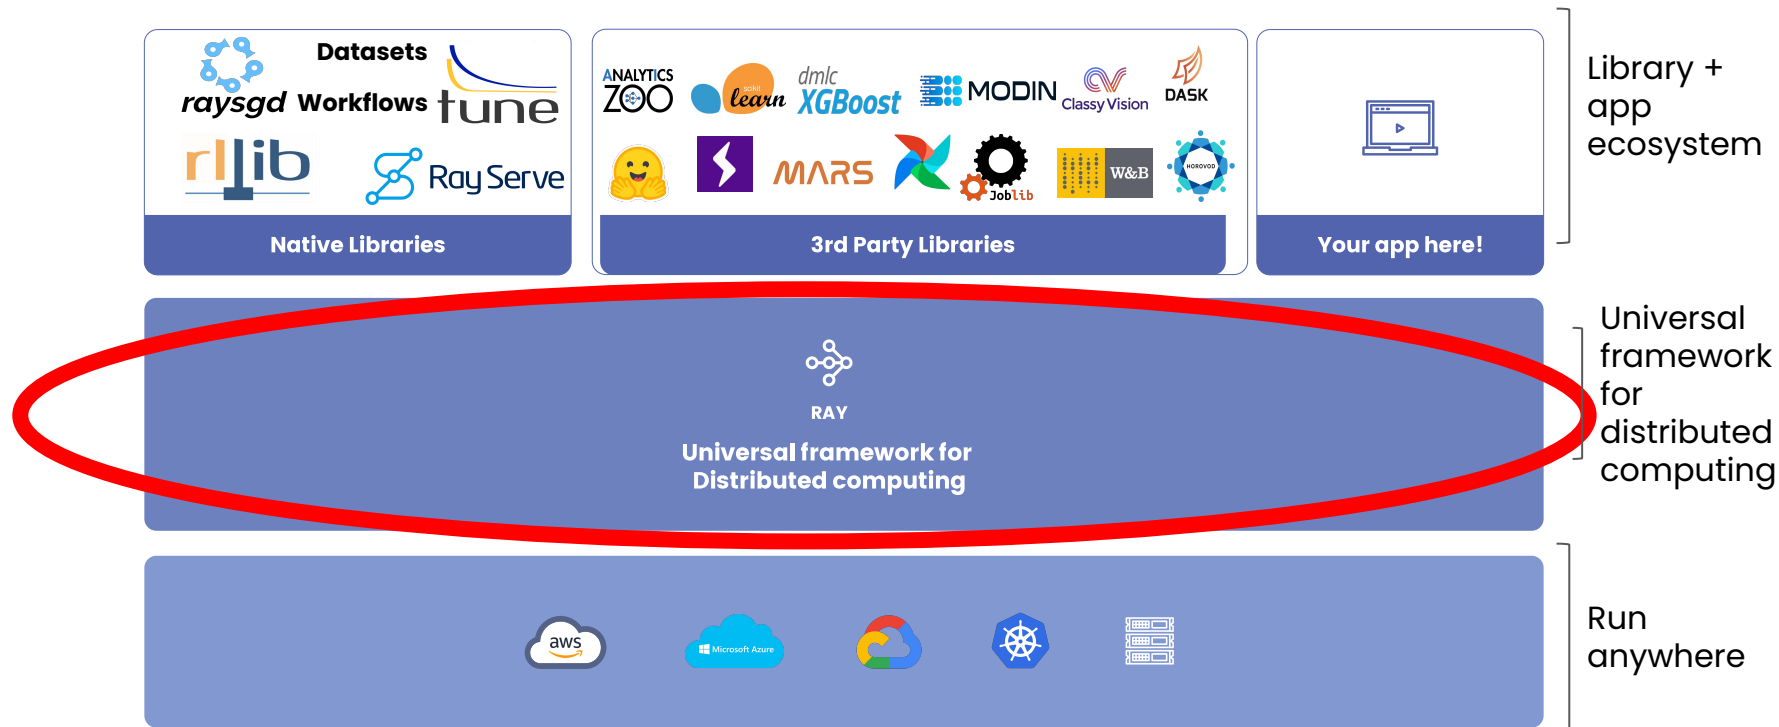 raysgd
Datasets
Workflows
tune
rllib
Ray Serve
Native Libraries
ANALYTICS
ZOO
scikit
learn
dmlc
XGBoost
MODIN
Classy Vision
DASK
MARS
Joblib
W&B
HOROVOD
3rd Party Libraries
Your app here!
Library +
app
ecosystem
RAY
Universal framework for
Distributed computing
Universal
framework
for
distributed
computing
aws
Microsoft Azure
Run
anywhere